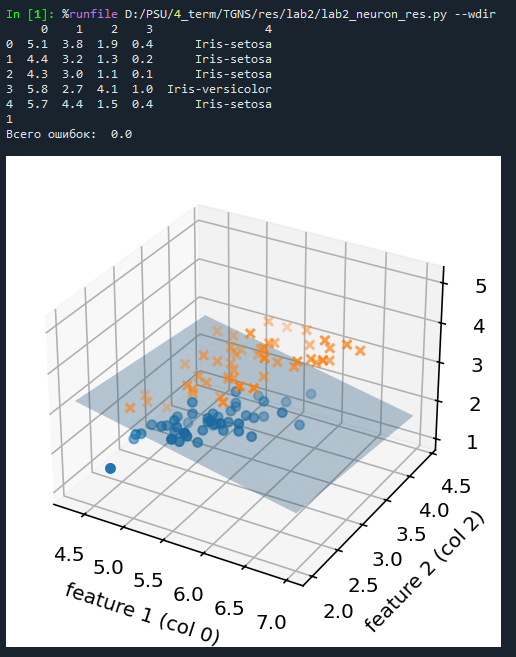 In [1]: %runfile D:/PSU/4_term/TGNS/res/lab2/lab2_neuron_res.py --wdir
0 1 2 3 4
0 5.1 3.8 1.9 0.4 Iris-setosa
1 4.4 3.2 1.3 0.2 Iris-setosa
2 4.3 3.0 1.1 0.1 Iris-setosa
3 5.8 2.7 4.1 1.0 Iris-versicolor
4 5.7 4.4 1.5 0.4 Iris-setosa
1
Всего ошибок: 0.0
5
4
3
2
1
4.5
4.0
3.5
3.0
2.5
2.0
feature 2 (col 2)
4.5
5.0
5.5
6.0
6.5
7.0
feature 1 (col 0)